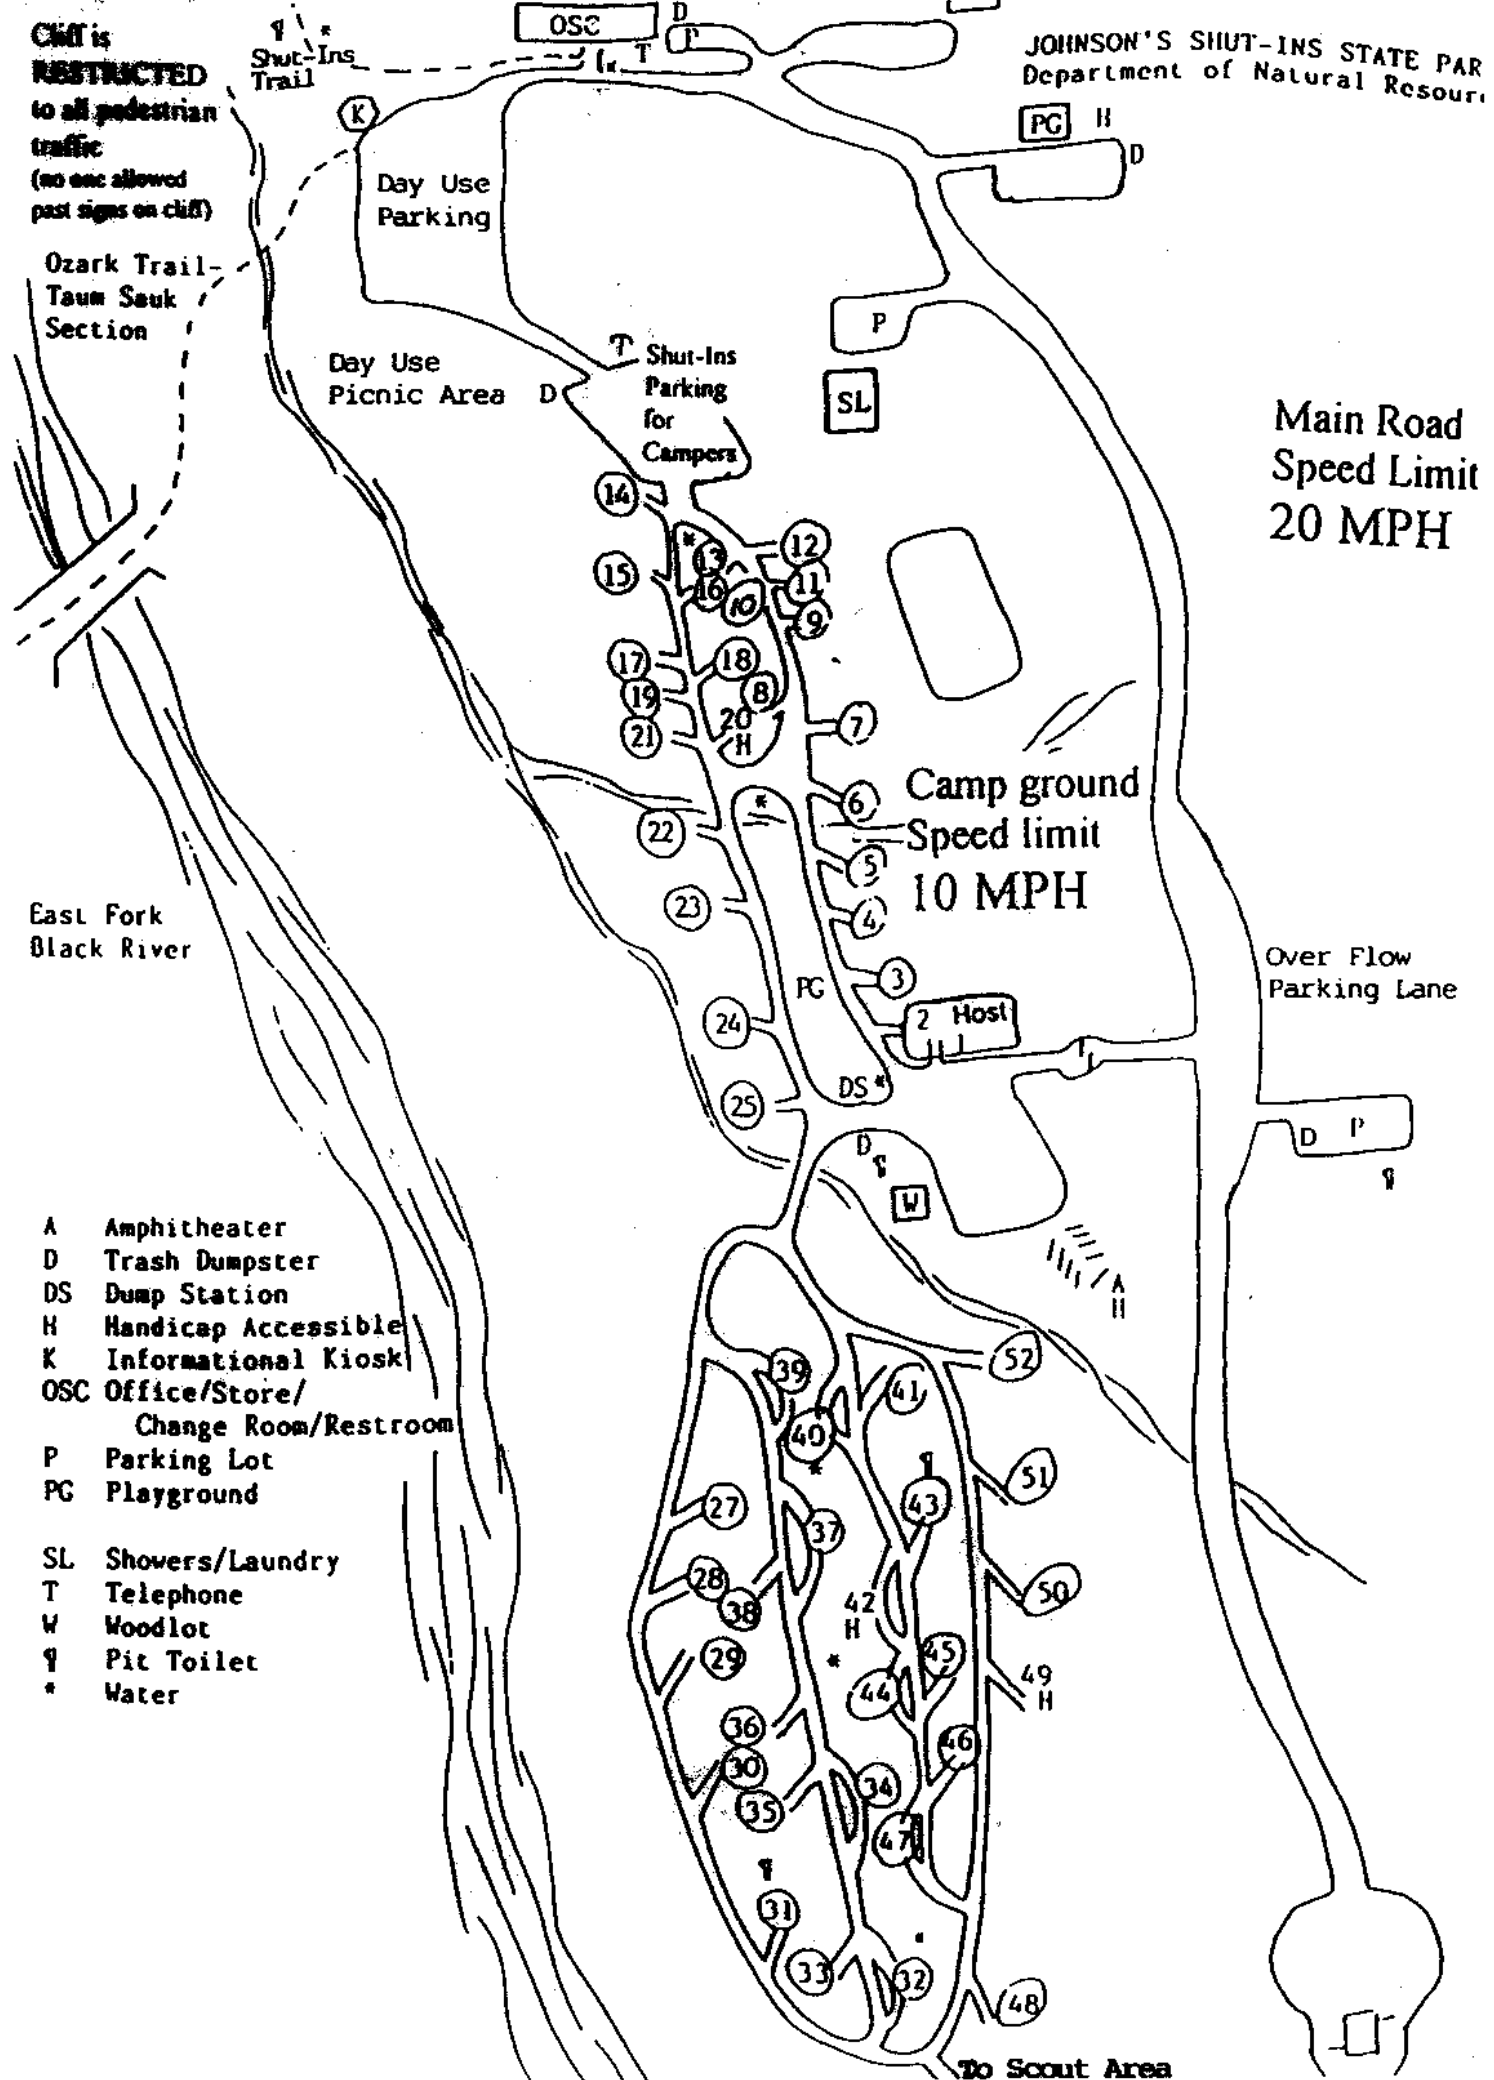 Cliff is
RESTRICTED
to all pedestrian
traffic
(no one allowed
past signs on cliff)
Shut-Ins
Trail
OSC
D
T
K
JOHNSON'S SHUT-INS STATE PAR
Department of Natural Resour
PG H
D
Day Use
Parking
Ozark Trail-
Taum Sauk
Section
P
T
Shut-Ins
Parking
for
Campers
Day Use
Picnic Area D
SL
Main Road
Speed Limit
20 MPH
14
*
12
13
15
11
16
10
9
17
18
19
8
20
7
21
H
Camp ground
Speed limit
10 MPH
*
6
22
5
23
4
East Fork
Black River
Over Flow
Parking Lane
PG
3
24
2 Host
DS *
25
D
W
D P
A
H
A Amphitheater
D Trash Dumpster
DS Dump Station
H Handicap Accessible
K Informational Kiosk
OSC Office/Store/
Change Room/Restroom
P Parking Lot
PG Playground
SL Showers/Laundry
T Telephone
W Woodlot
Pit Toilet
* Water
52
39
41
40
*
51
27
43
37
28
38
42
H
50
29
*
45
44
49
H
36
46
30
34
35
47
31
33
32
48
To Scout Area